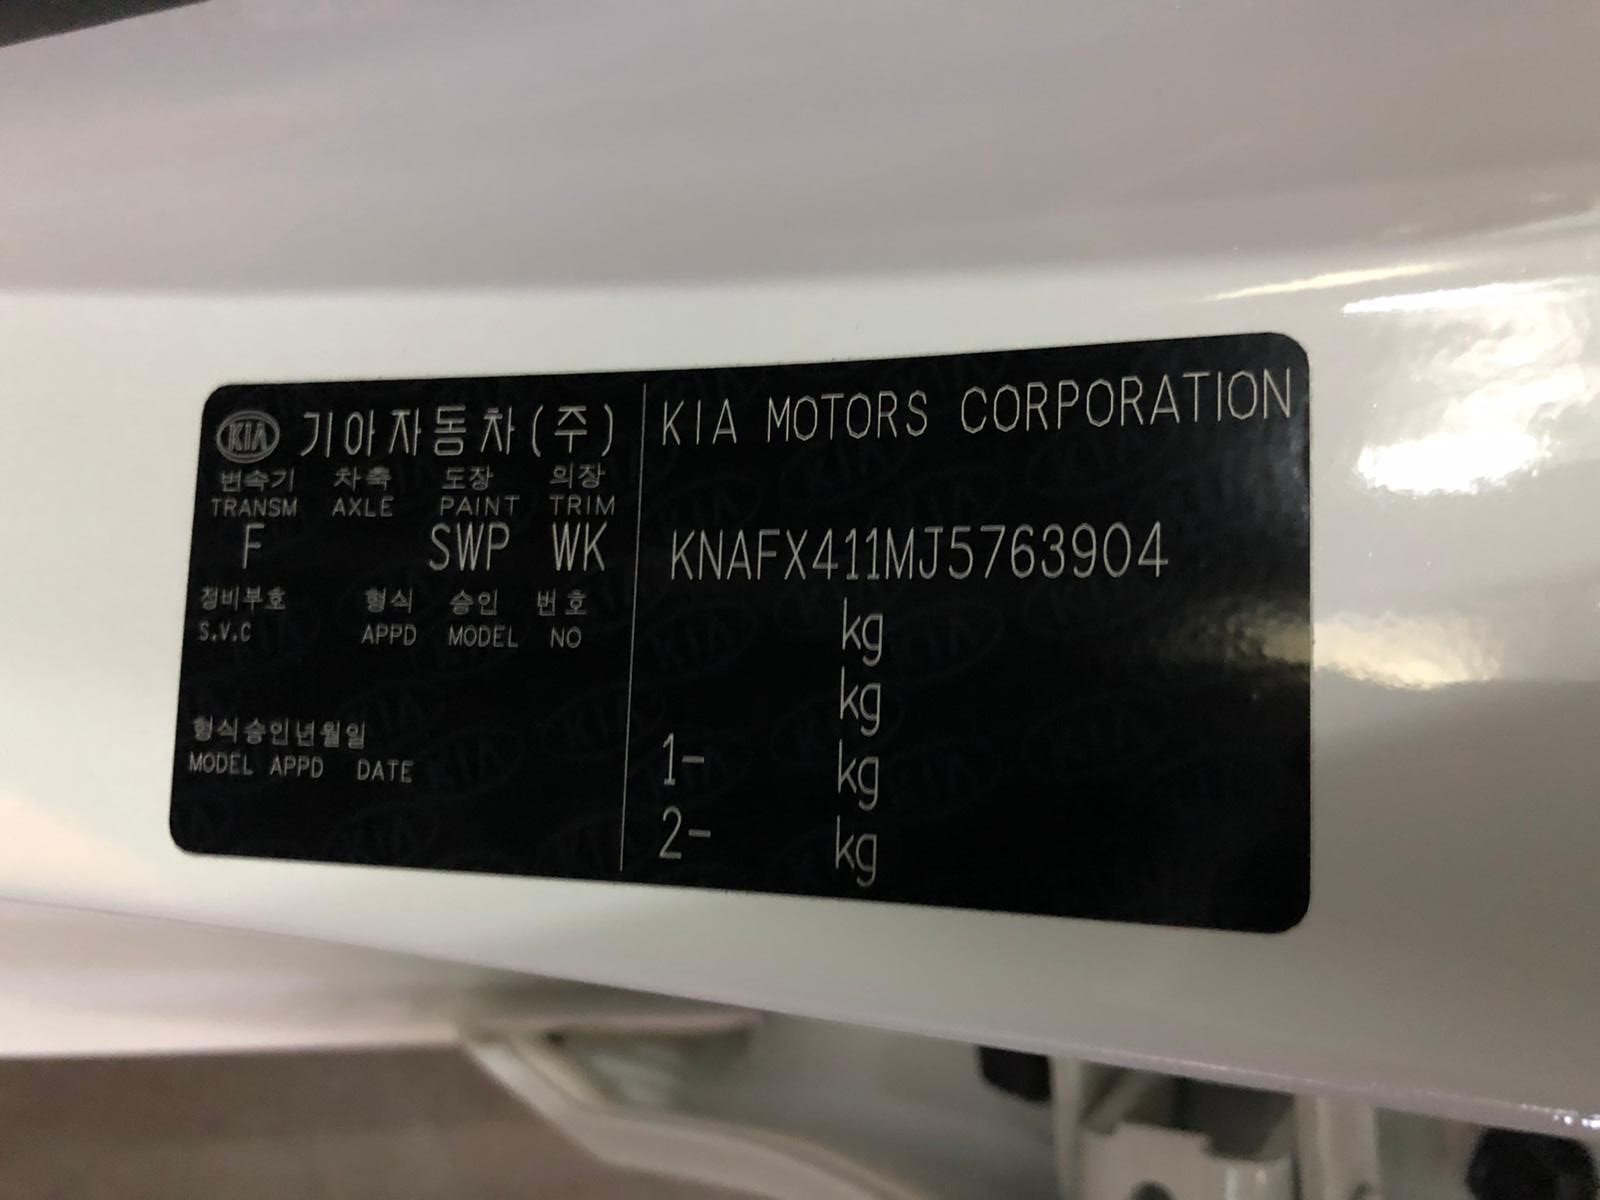 KIA 기아자동차(주)
변속기 차축 도장 의장
TRANSM AXLE PAINT TRIM
F SWP WK
정비부호 형식 승인 번호
S.V.C APPD MODEL NO
형식승인년월일
MODEL APPD DATE
KIA MOTORS CORPORATION
KNAFX411MJ5763904
kg
kg
1- kg
2- kg